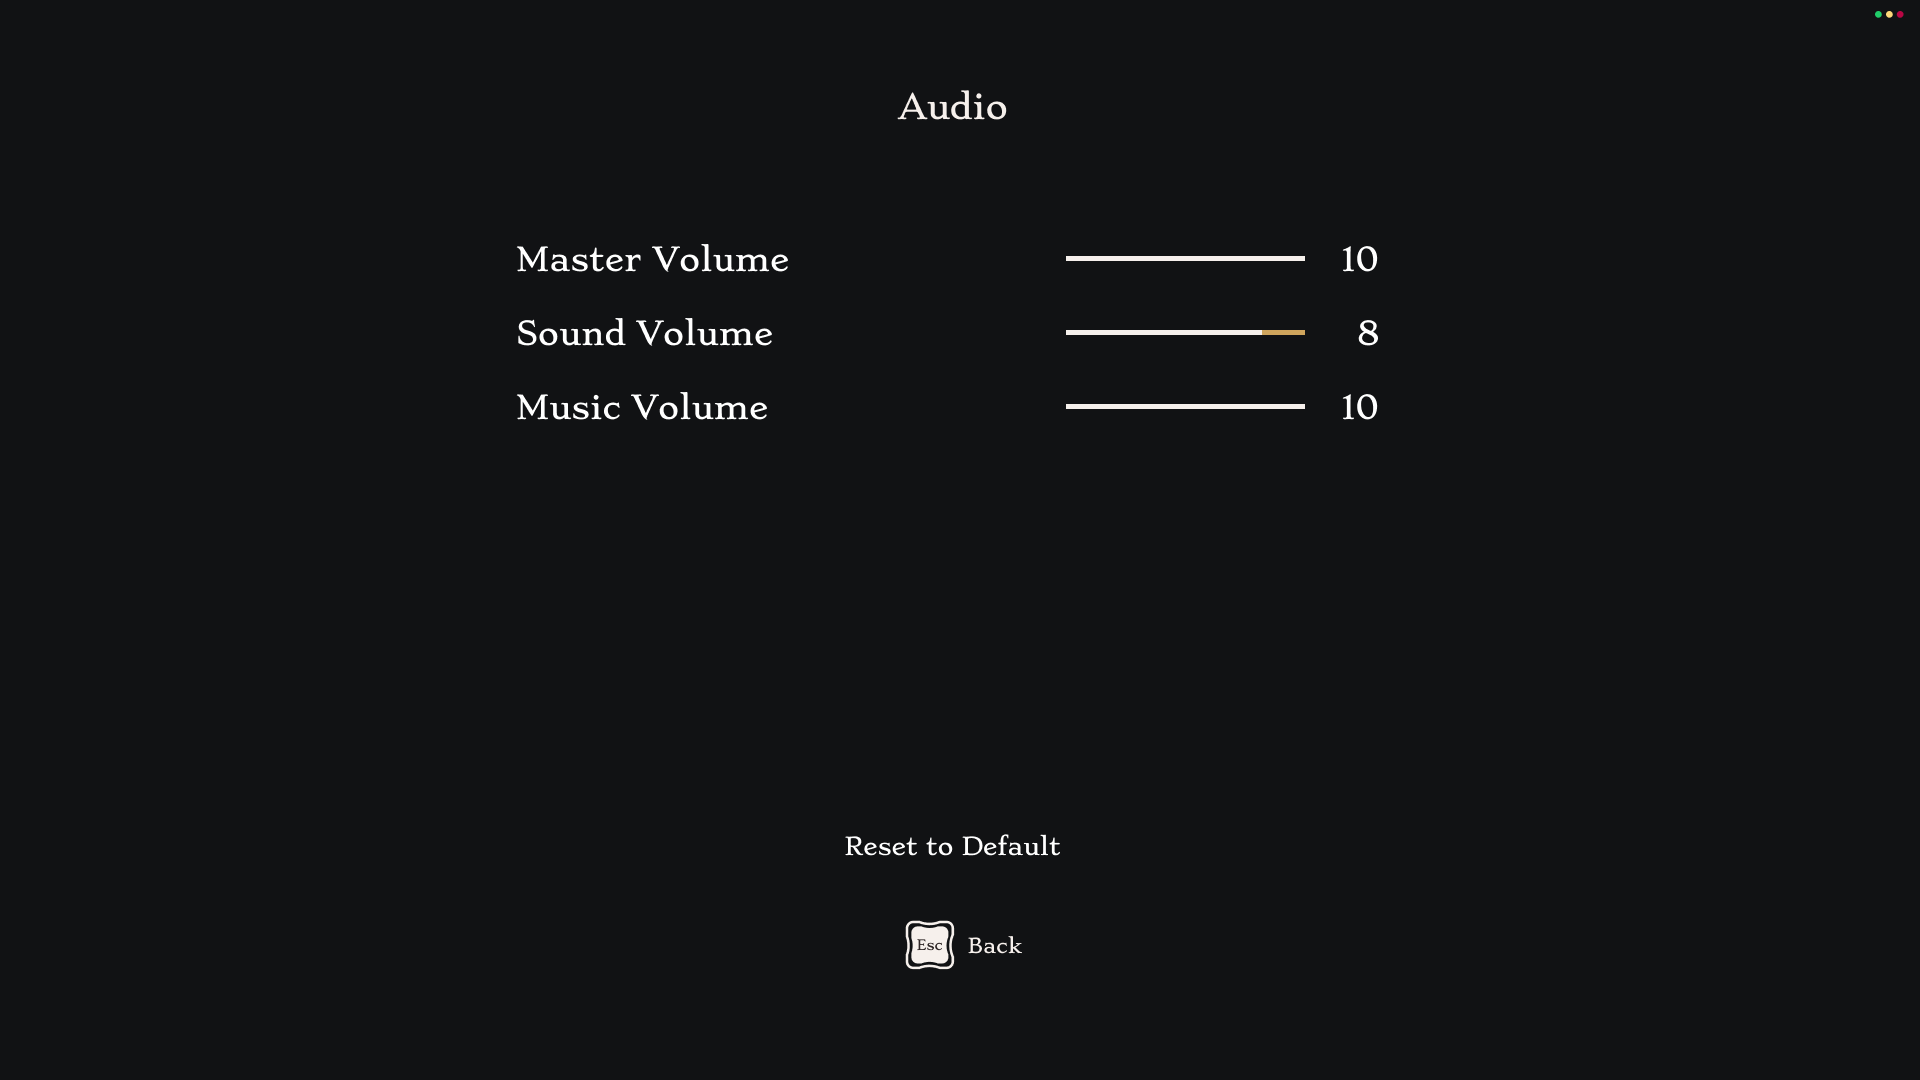 Audio
Master Volume 10
Sound Volume 8
Music Volume 10
Reset to Default
Esc Back